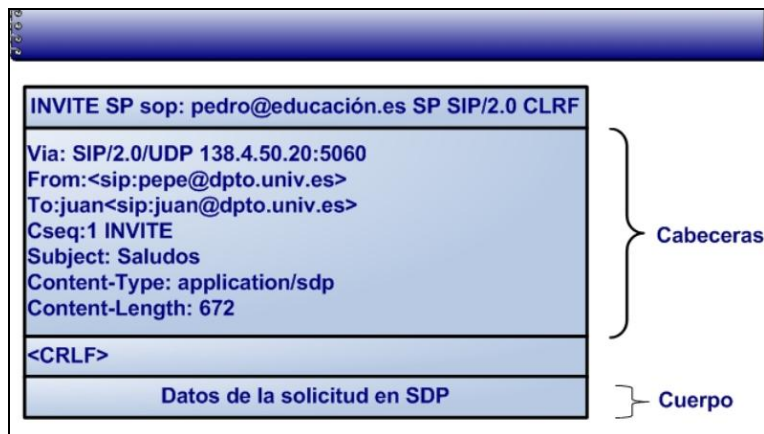 INVITE SP sop: pedro@educación.es SP SIP/2.0 CLRF
Via: SIP/2.0/UDP 138.4.50.20:5060
From:<sip:pepe@dpto.univ.es>
To:juan<sip:juan@dpto.univ.es>
Cseq:1 INVITE
Subject: Saludos
Content-Type: application/sdp
Content-Length: 672
Cabeceras
<CRLF>
Datos de la solicitud en SDP
Cuerpo